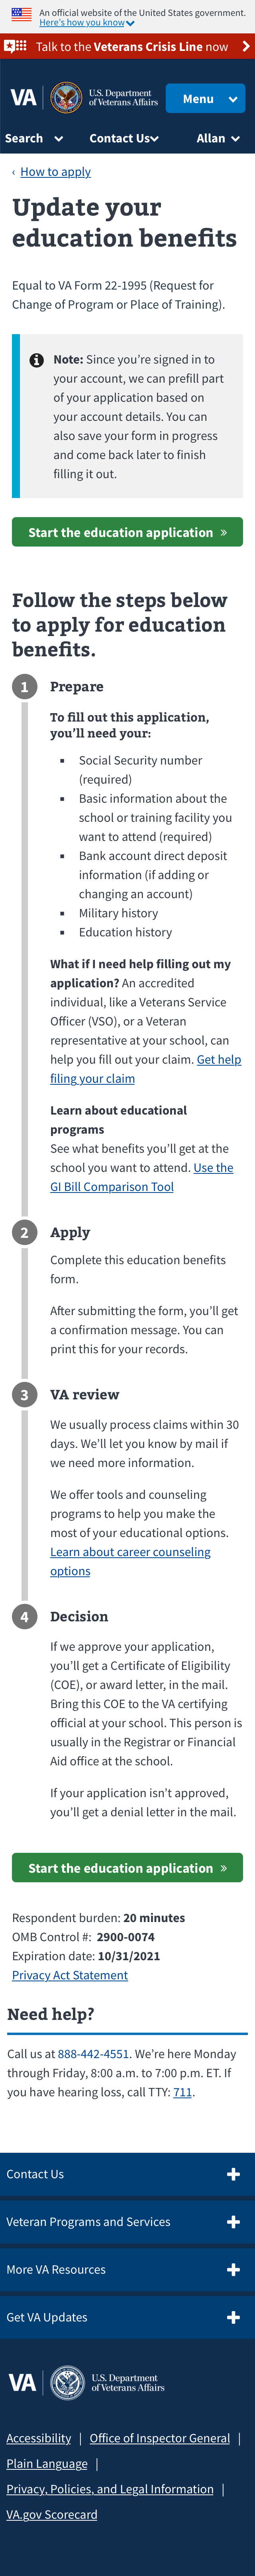 An official website of the United States government.
Here's how you know
Talk to the Veterans Crisis Line now
VA
U.S. Department
of Veterans Affairs
Menu
Search
Contact Us
Allan
‹ How to apply
Update your
education benefits
Equal to VA Form 22-1995 (Request for
Change of Program or Place of Training).
Note: Since you're signed in to
your account, we can prefill part
of your application based on
your account details. You can
also save your form in progress
and come back later to finish
filling it out.
Start the education application »
Follow the steps below
to apply for education
benefits.
1 Prepare
To fill out this application,
you'll need your:
▪ Social Security number
(required)
▪ Basic information about the
school or training facility you
want to attend (required)
▪ Bank account direct deposit
information (if adding or
changing an account)
▪ Military history
▪ Education history
What if I need help filling out my
application? An accredited
individual, like a Veterans Service
Officer (VSO), or a Veteran
representative at your school, can
help you fill out your claim. Get help
filing your claim
Learn about educational
programs
See what benefits you'll get at the
school you want to attend. Use the
GI Bill Comparison Tool
2 Apply
Complete this education benefits
form.
After submitting the form, you'll get
a confirmation message. You can
print this for your records.
3 VA review
We usually process claims within 30
days. We'll let you know by mail if
we need more information.
We offer tools and counseling
programs to help you make the
most of your educational options.
Learn about career counseling
options
4 Decision
If we approve your application,
you'll get a Certificate of Eligibility
(COE), or award letter, in the mail.
Bring this COE to the VA certifying
official at your school. This person is
usually in the Registrar or Financial
Aid office at the school.
If your application isn't approved,
you'll get a denial letter in the mail.
Start the education application »
Respondent burden: 20 minutes
OMB Control #: 2900-0074
Expiration date: 10/31/2021
Privacy Act Statement
Need help?
Call us at 888-442-4551. We're here Monday
through Friday, 8:00 a.m. to 7:00 p.m. ET. If
you have hearing loss, call TTY: 711.
Contact Us
Veteran Programs and Services
More VA Resources
Get VA Updates
VA
U.S. Department
of Veterans Affairs
Accessibility | Office of Inspector General |
Plain Language |
Privacy, Policies, and Legal Information |
VA.gov Scorecard